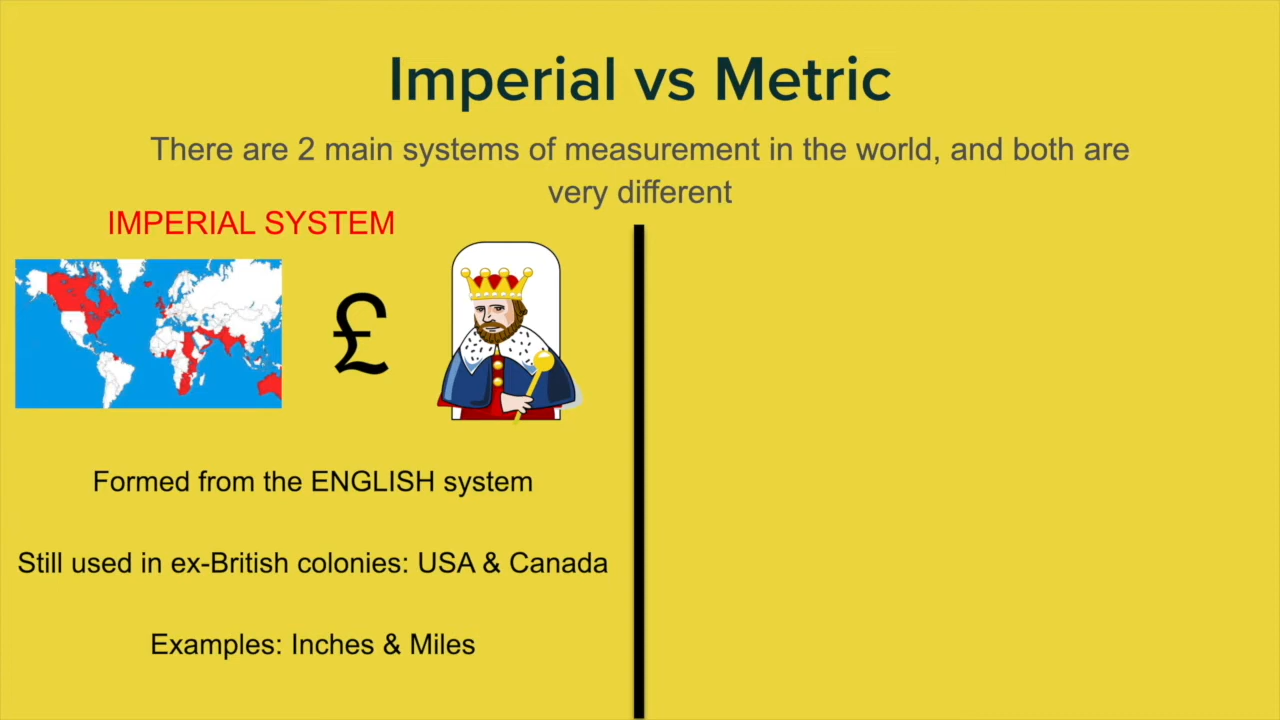 Imperial vs Metric
There are 2 main systems of measurement in the world, and both are
very different
IMPERIAL SYSTEM
£
Formed from the ENGLISH system
Still used in ex-British colonies: USA & Canada
Examples: Inches & Miles